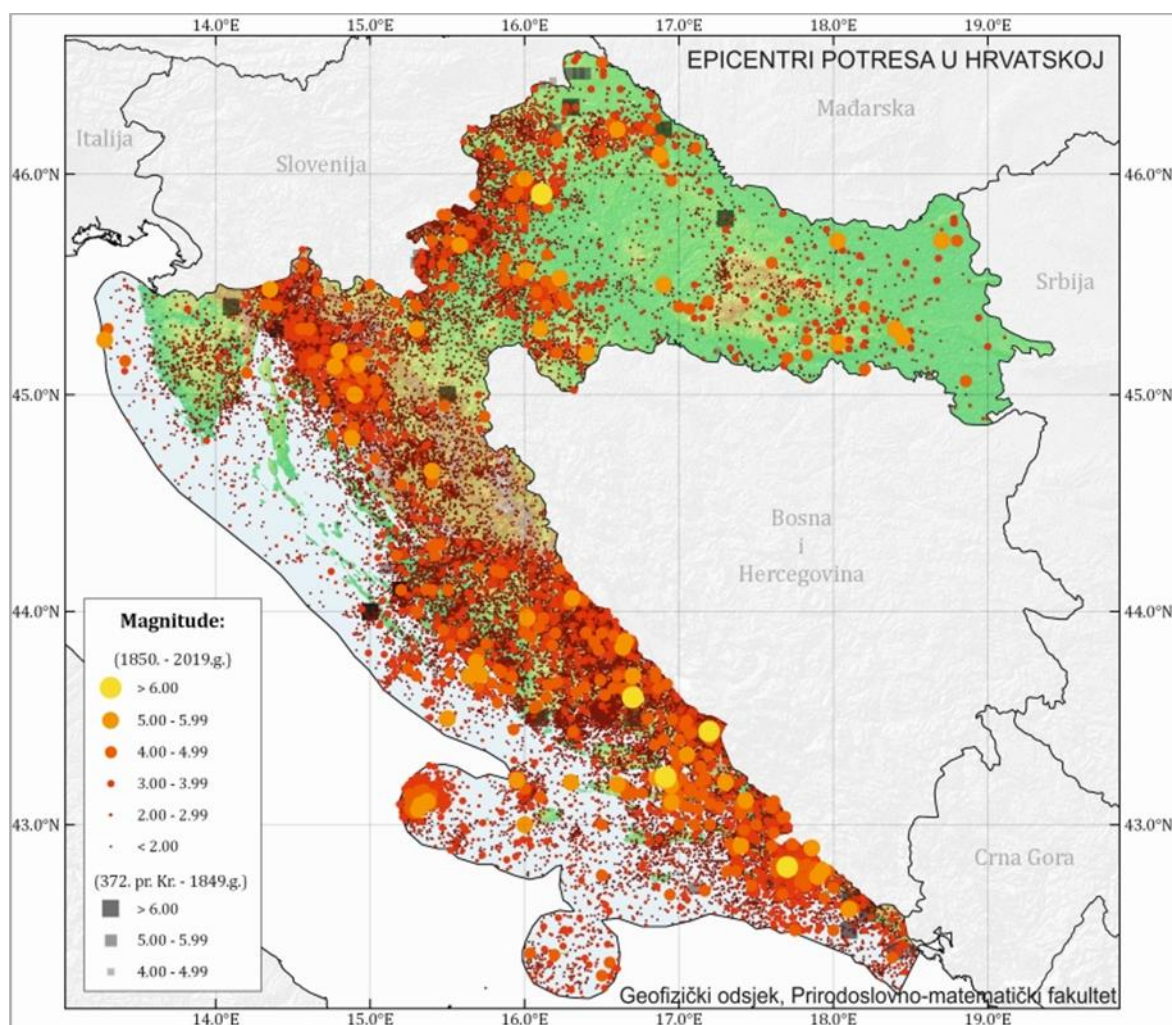 14.0°E 15.0°E 16.0°E 17.0°E 18.0°E 19.0°E
EPICENTRI POTRESA U HRVATSKOJ
Mađarska
Italija
Slovenija
46.0°N 46.0°N
Srbija
45.0°N 45.0°N
Bosna
i
Hercegovina
44.0°N 44.0°N
Magnitude:
(1850. - 2019.g.)
> 6.00
5.00 - 5.99
4.00 - 4.99
3.00 - 3.99
2.00 - 2.99
< 2.00
(372. pr. Kr. - 1849.g.)
> 6.00
5.00 - 5.99
4.00 - 4.99
43.0°N 43.0°N
Crna Gora
Geofizički odsjek, Prirodoslovno-matematički fakultet
14.0°E 15.0°E 16.0°E 17.0°E 18.0°E 19.0°E